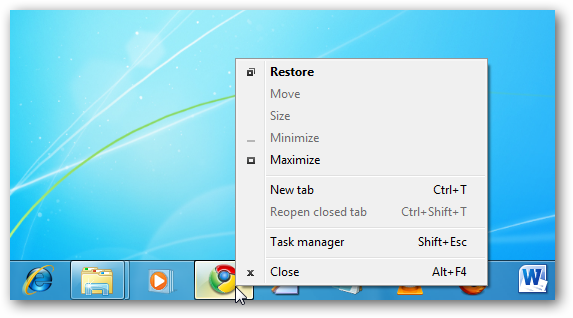 Restore
Move
Size
Minimize
Maximize
New tab Ctrl+T
Reopen closed tab Ctrl+Shift+T
Task manager Shift+Esc
Close Alt+F4
W